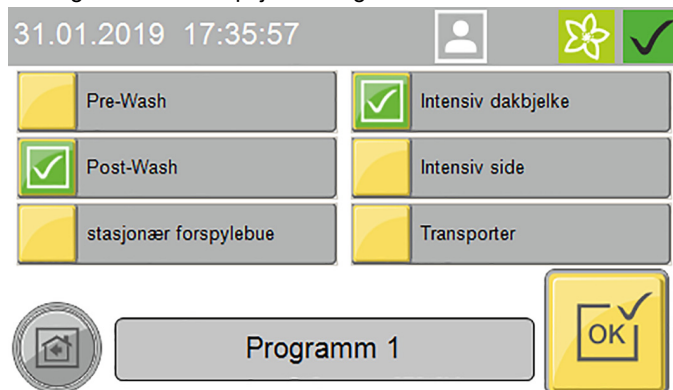 31.01.2019 17:35:57
Pre-Wash
Intensiv dakbjelke
Post-Wash
Intensiv side
stasjonær forspylebue
Transporter
Programm 1
OK